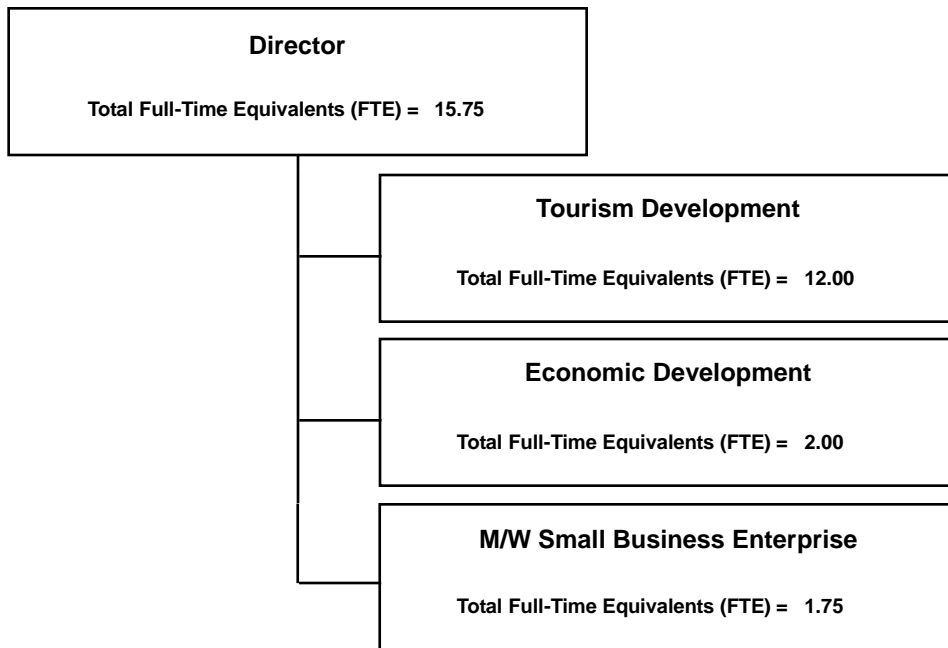 Director
Total Full-Time Equivalents (FTE) = 15.75
Tourism Development
Total Full-Time Equivalents (FTE) = 12.00
Economic Development
Total Full-Time Equivalents (FTE) = 2.00
M/W Small Business Enterprise
Total Full-Time Equivalents (FTE) = 1.75